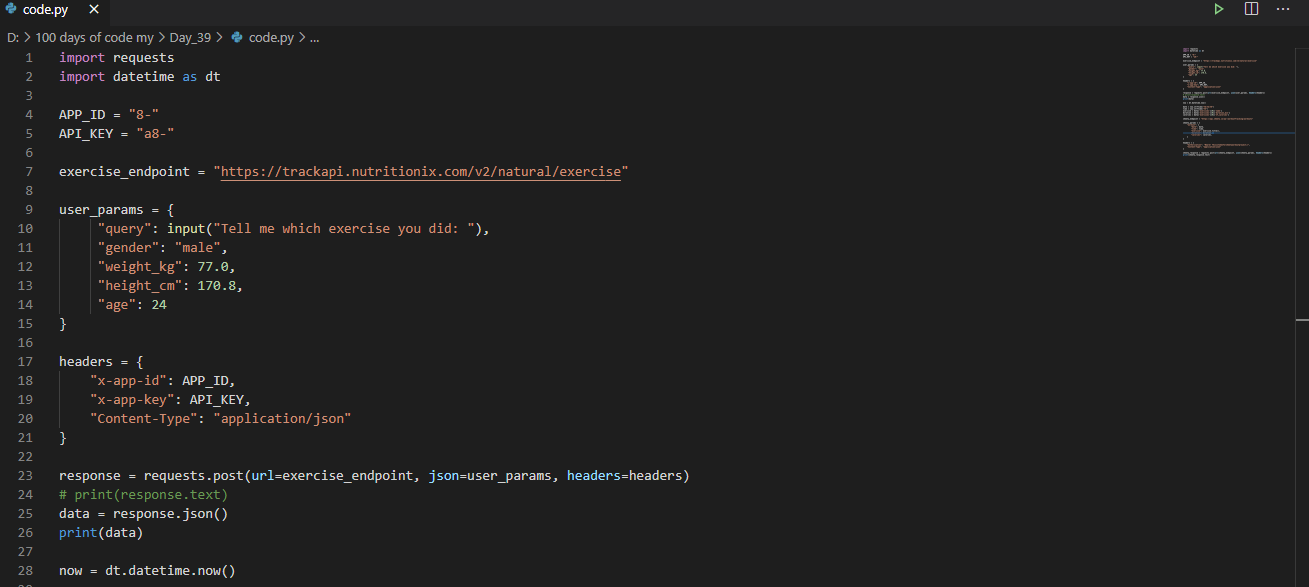 code.py
D: > 100 days of code my > Day_39 > code.py > ...
1 import requests
2 import datetime as dt
3
4 APP_ID = "8-"
5 API_KEY = "a8-"
6
7 exercise_endpoint = "https://trackapi.nutritionix.com/v2/natural/exercise"
8
9 user_params = {
10 "query": input("Tell me which exercise you did: "),
11 "gender": "male",
12 "weight_kg": 77.0,
13 "height_cm": 170.8,
14 "age": 24
15 }
16
17 headers = {
18 "x-app-id": APP_ID,
19 "x-app-key": API_KEY,
20 "Content-Type": "application/json"
21 }
22
23 response = requests.post(url=exercise_endpoint, json=user_params, headers=headers)
24 # print(response.text)
25 data = response.json()
26 print(data)
27
28 now = dt.datetime.now()